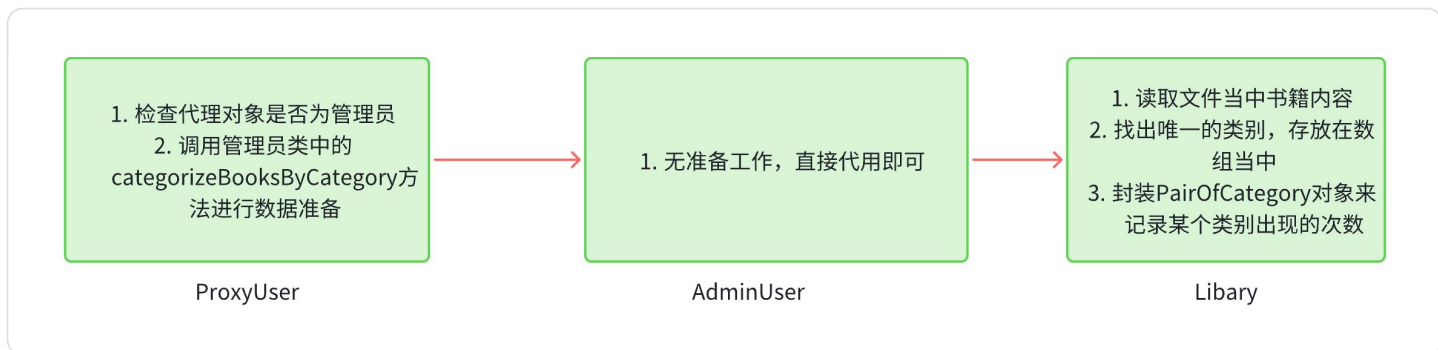 1. 检查代理对象是否为管理员
2. 调用管理员类中的
categorizeBooksByCategory方
法进行数据准备
1. 无准备工作，直接代用即可
1. 读取文件当中书籍内容
2. 找出唯一的类别，存放在数
组当中
3. 封装PairOfCategory对象来
记录某个类别出现的次数
ProxyUser
AdminUser
Libary